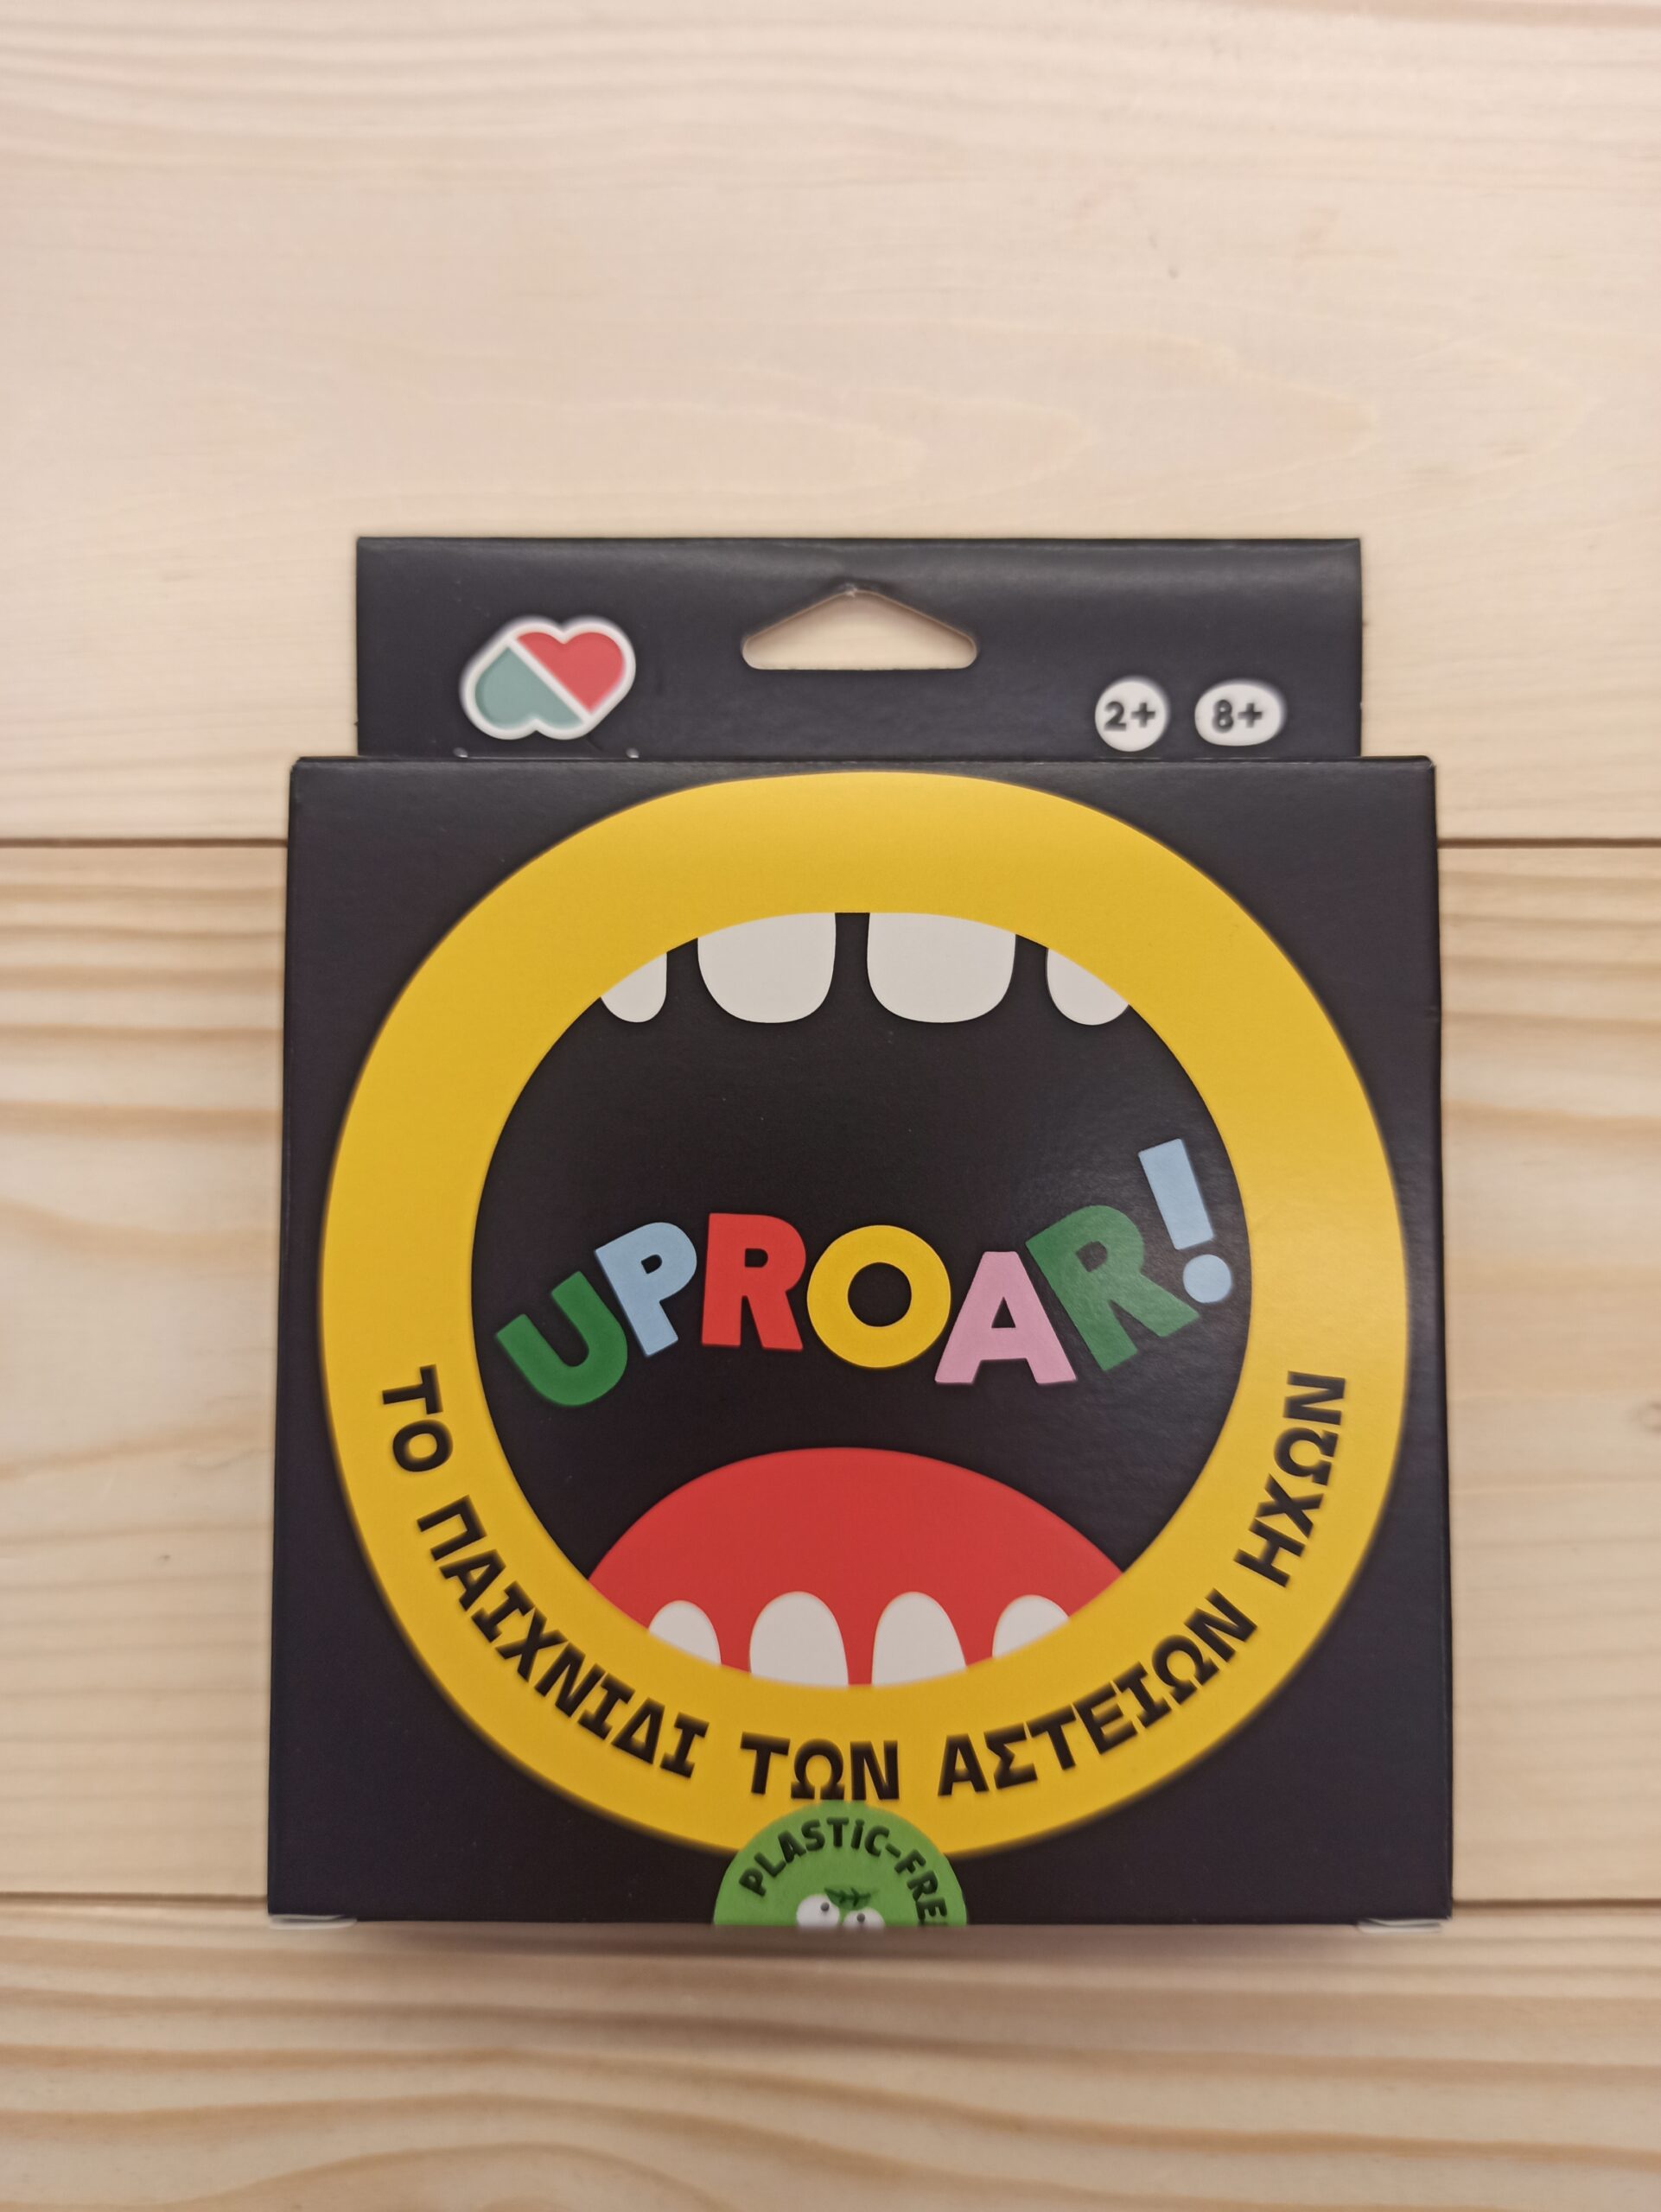 2+ 8+
UPROAR!
ΤΟ ΠΑΙΧΝΙΔΙ ΤΩΝ ΑΣΤΕΙΩΝ ΗΧΩΝ
PLASTiC-FRE